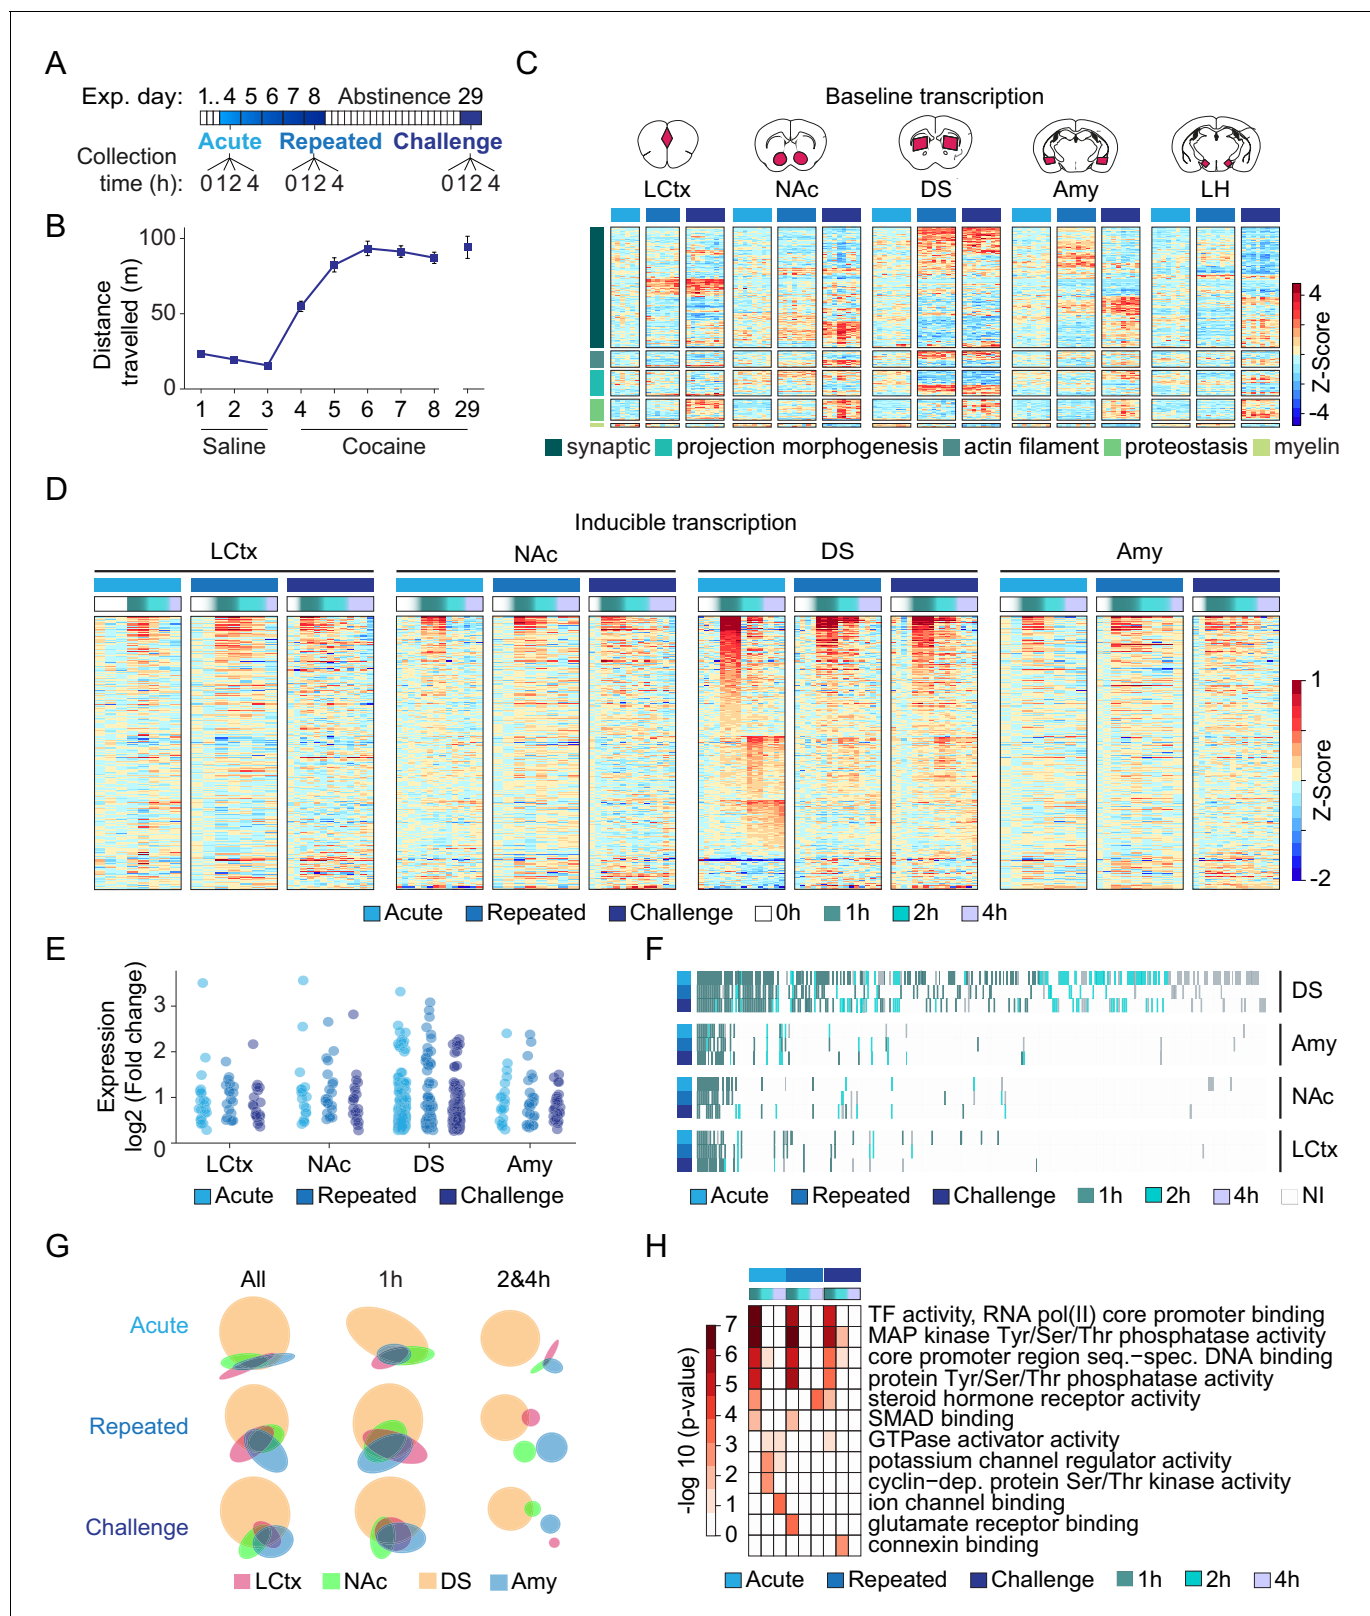 A
Exp. day: 1.. 4 5 6 7 8 Abstinence 29
Acute Repeated Challenge
Collection
time (h): 0 1 2 4 0 1 2 4 0 1 2 4
B
Distance
travelled (m)
100
50
0
1 2 3 4 5 6 7 8 29
Saline Cocaine
C
Baseline transcription
LCtx NAc DS Amy LH
4
-4
Z-Score
synaptic projection morphogenesis actin filament proteostasis myelin
D
Inducible transcription
LCtx NAc DS Amy
1
-2
Z-Score
Acute Repeated Challenge 0h 1h 2h 4h
E
Expression
log2 (Fold change)
3
2
1
0
LCtx NAc DS Amy
Acute Repeated Challenge
F
DS
Amy
NAc
LCtx
Acute Repeated Challenge 1h 2h 4h NI
G
All 1h 2&4h
Acute
Repeated
Challenge
LCtx NAc DS Amy
H
-log 10 (p-value)
7
6
5
4
3
2
1
0
TF activity, RNA pol(II) core promoter binding
MAP kinase Tyr/Ser/Thr phosphatase activity
core promoter region seq.-spec. DNA binding
protein Tyr/Ser/Thr phosphatase activity
steroid hormone receptor activity
SMAD binding
GTPase activator activity
potassium channel regulator activity
cyclin-dep. protein Ser/Thr kinase activity
ion channel binding
glutamate receptor binding
connexin binding
Acute Repeated Challenge 1h 2h 4h